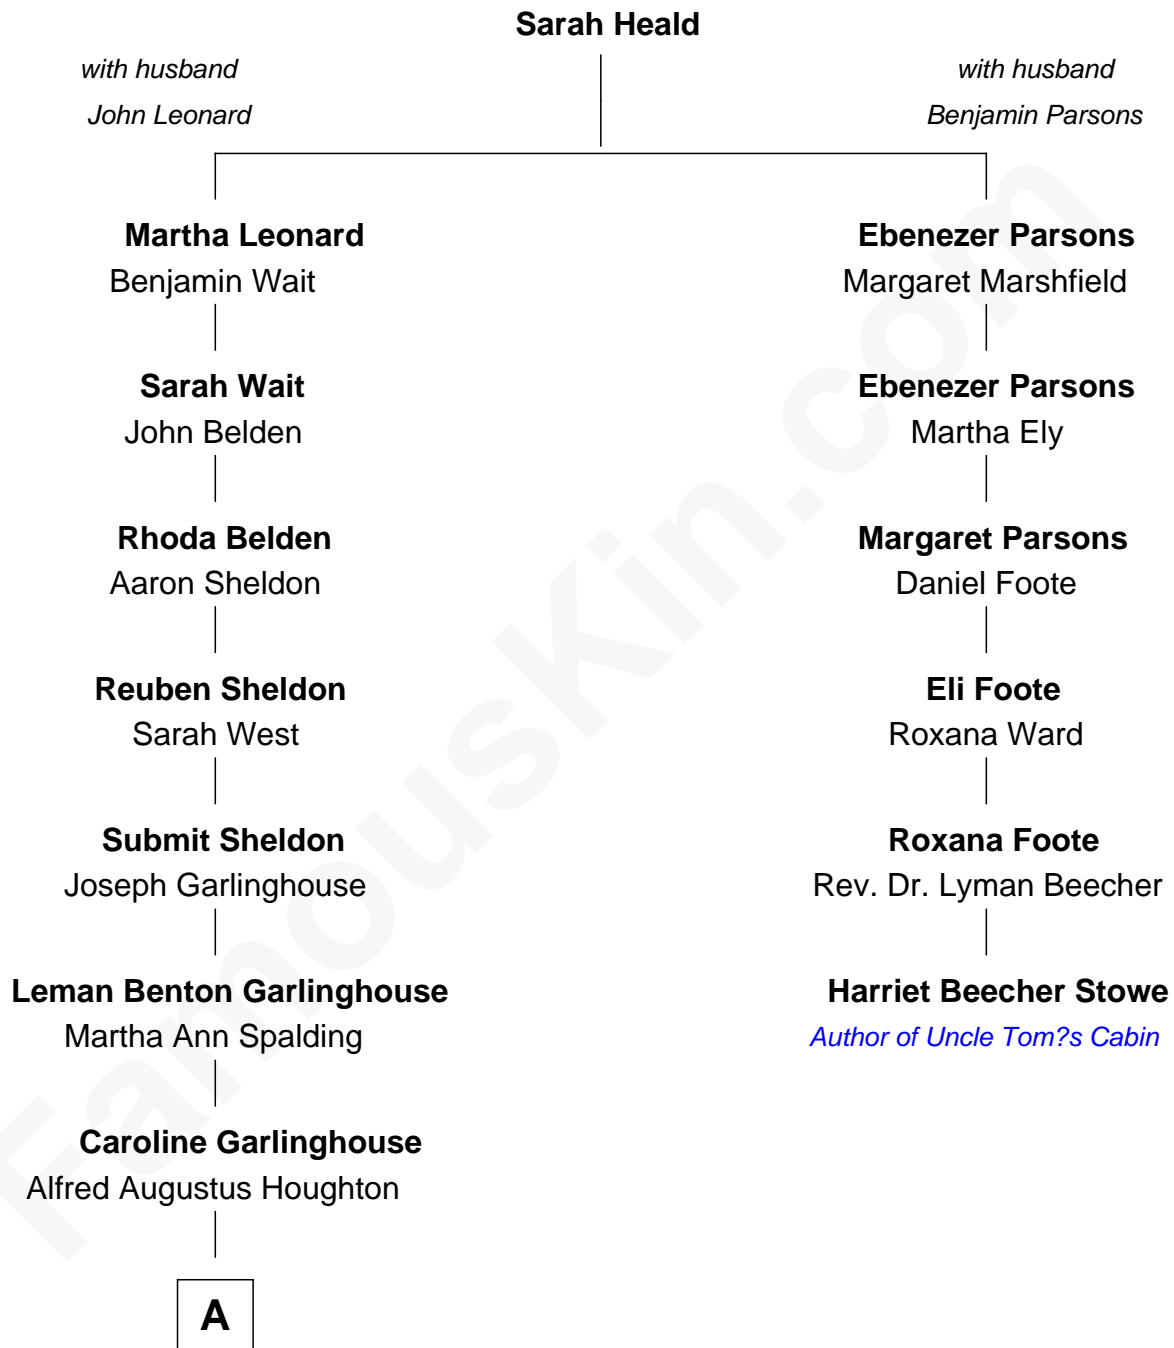 Sarah Heald
with husband
John Leonard
with husband
Benjamin Parsons
Martha Leonard
Benjamin Wait
Ebenezer Parsons
Margaret Marshfield
Sarah Wait
John Belden
Ebenezer Parsons
Martha Ely
Rhoda Belden
Aaron Sheldon
Margaret Parsons
Daniel Foote
Reuben Sheldon
Sarah West
Eli Foote
Roxana Ward
Submit Sheldon
Joseph Garlinghouse
Roxana Foote
Rev. Dr. Lyman Beecher
Leman Benton Garlinghouse
Martha Ann Spalding
Harriet Beecher Stowe
Author of Uncle Tom?s Cabin
Caroline Garlinghouse
Alfred Augustus Houghton
A
FamousKin.com